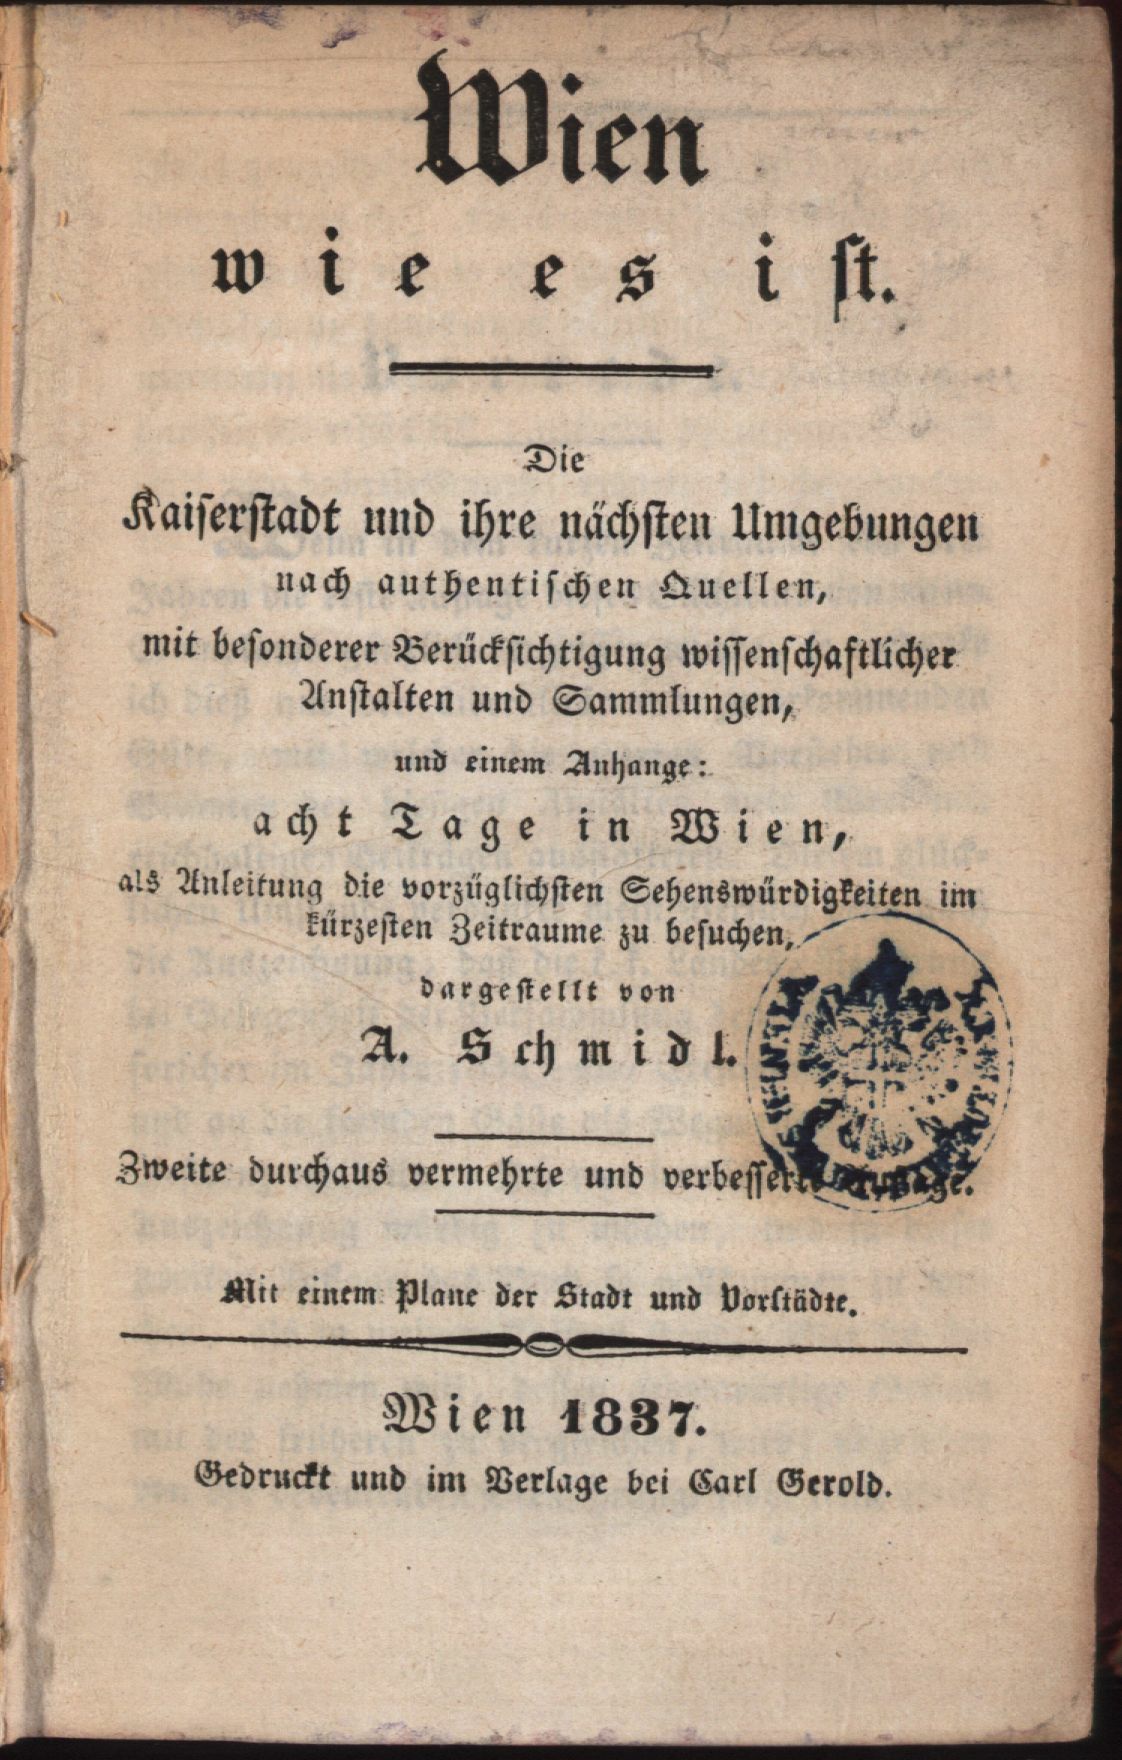 Wien
wie es ist.
Die
Kaiserstadt und ihre nächsten Umgebungen
nach authentischen Quellen,
mit besonderer Berücksichtigung wissenschaftlicher
Anstalten und Sammlungen,
und einem Anhange:
acht Tage in Wien,
als Anleitung die vorzüglichsten Sehenswürdigkeiten im
kürzesten Zeitraume zu besuchen,
dargestellt von
A. Schmidl.
Zweite durchaus vermehrte und verbesserte Auflage.
Mit einem Plane der Stadt und Vorstädte.
Wien 1837.
Gedruckt und im Verlage bei Carl Gerold.